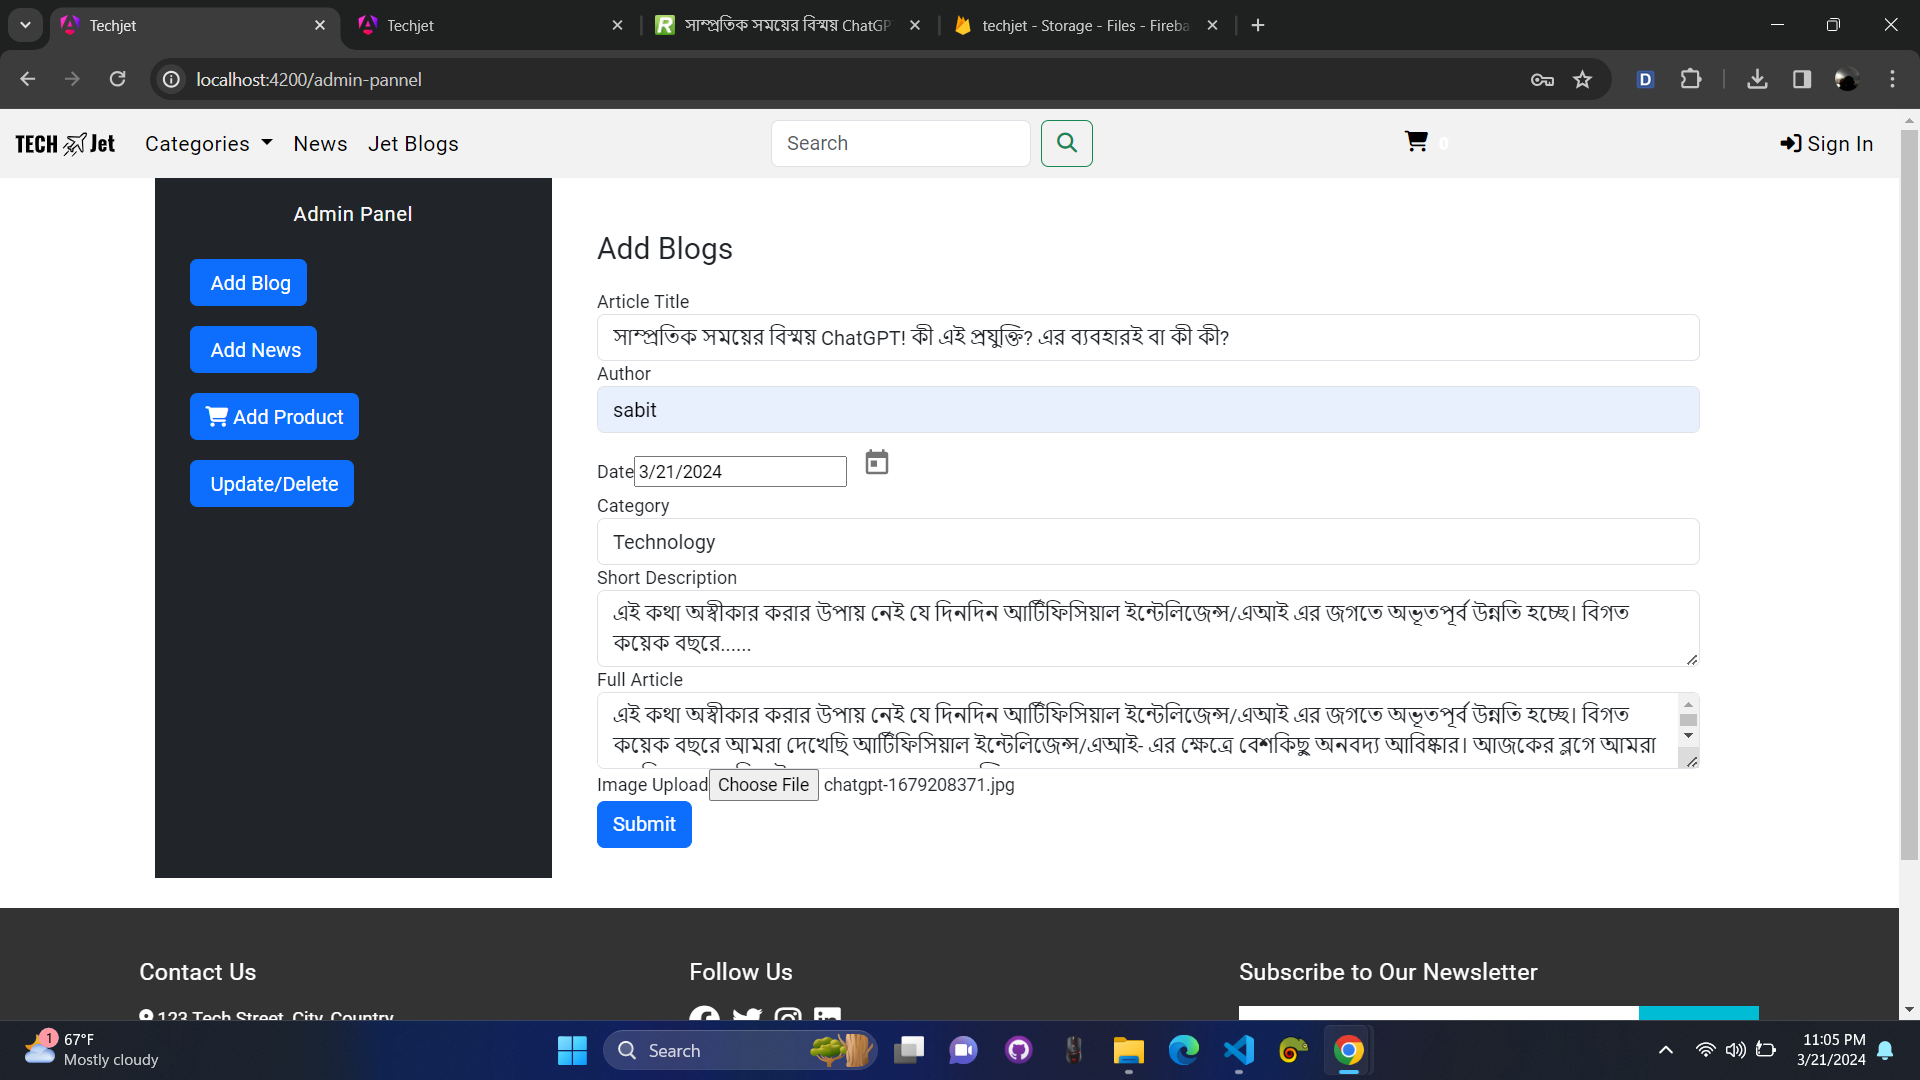 Techjet
Techjet
সাম্প্রতিক সময়ের বিস্ময় ChatGP
techjet - Storage - Files - Fireba
localhost:4200/admin-pannel
TECH Jet
Categories
News
Jet Blogs
Search
0
Sign In
Admin Panel
Add Blog
Add News
Add Product
Update/Delete
Add Blogs
Article Title
সাম্প্রতিক সময়ের বিস্ময় ChatGPT! কী এই প্রযুক্তি? এর ব্যবহারই বা কী কী?
Author
sabit
Date 3/21/2024
Category
Technology
Short Description
এই কথা অস্বীকার করার উপায় নেই যে দিনদিন আর্টিফিসিয়াল ইন্টেলিজেন্স/এআই এর জগতে অভূতপূর্ব উন্নতি হচ্ছে। বিগত
কয়েক বছরে......
Full Article
এই কথা অস্বীকার করার উপায় নেই যে দিনদিন আর্টিফিসিয়াল ইন্টেলিজেন্স/এআই এর জগতে অভূতপূর্ব উন্নতি হচ্ছে। বিগত
কয়েক বছরে আমরা দেখেছি আর্টিফিসিয়াল ইন্টেলিজেন্স/এআই- এর ক্ষেত্রে বেশকিছু অনবদ্য আবিষ্কার। আজকের ব্লগে আমরা
Image Upload Choose File chatgpt-1679208371.jpg
Submit
Contact Us
Follow Us
Subscribe to Our Newsletter
123 Tech Street, City, Country
1
67°F
Mostly cloudy
Search
11:05 PM
3/21/2024